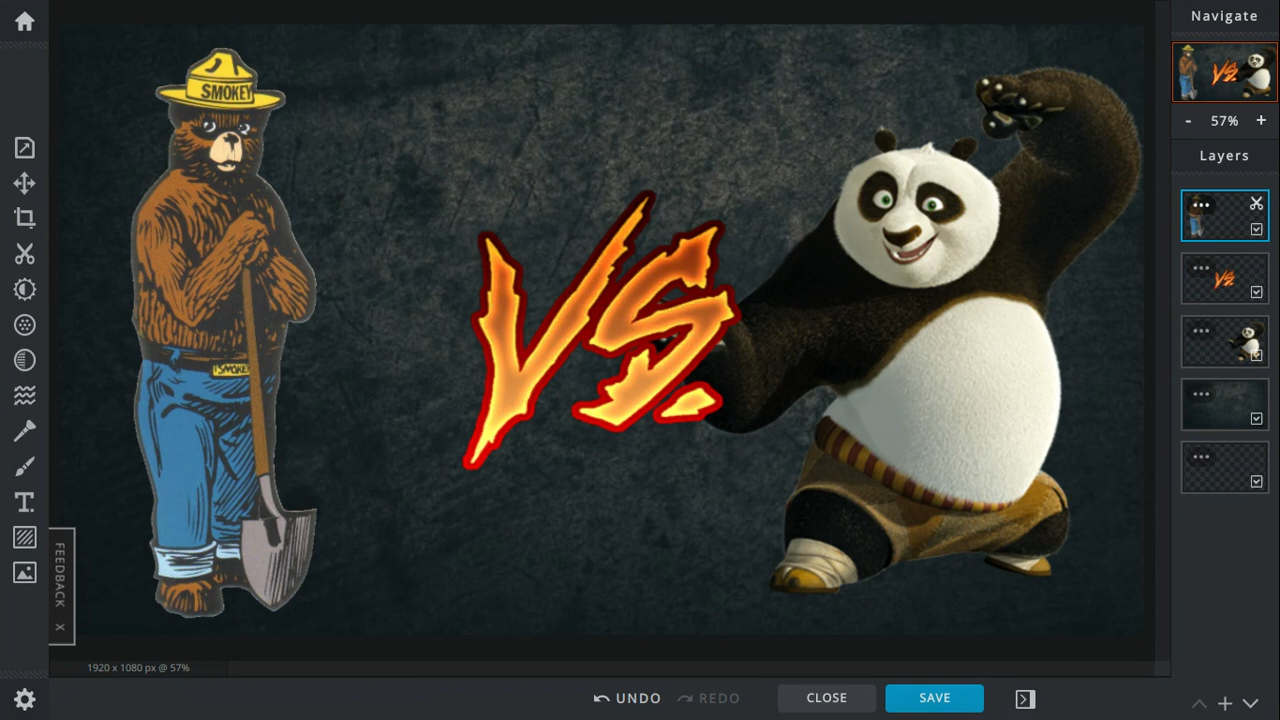 Navigate
SMOKEY
- 57% +
Layers
VS.
SMOKEY
FEEDBACK X
1920 x 1080 px @ 57%
UNDO
REDO
CLOSE
SAVE